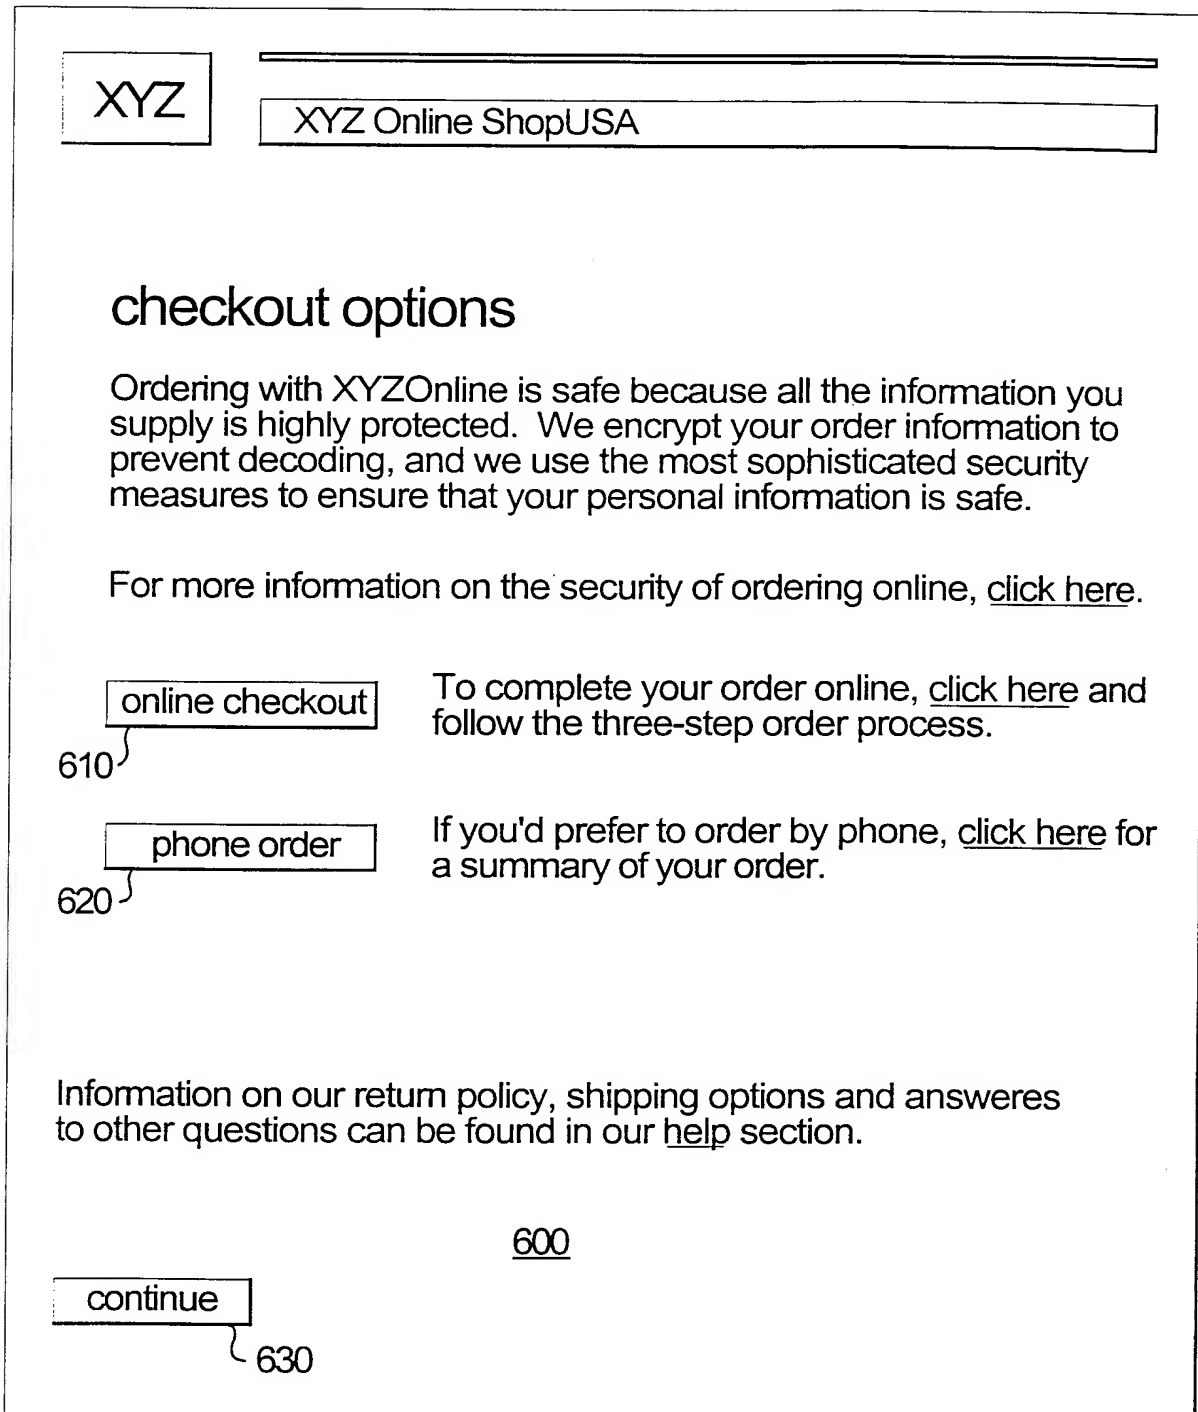 XYZ
XYZ Online ShopUSA
checkout options
Ordering with XYZOnline is safe because all the information you
supply is highly protected. We encrypt your order information to
prevent decoding, and we use the most sophisticated security
measures to ensure that your personal information is safe.
For more information on the security of ordering online, click here.
online checkout
To complete your order online, click here and
follow the three-step order process.
610
phone order
If you'd prefer to order by phone, click here for
a summary of your order.
620
Information on our return policy, shipping options and answeres
to other questions can be found in our help section.
600
continue
630